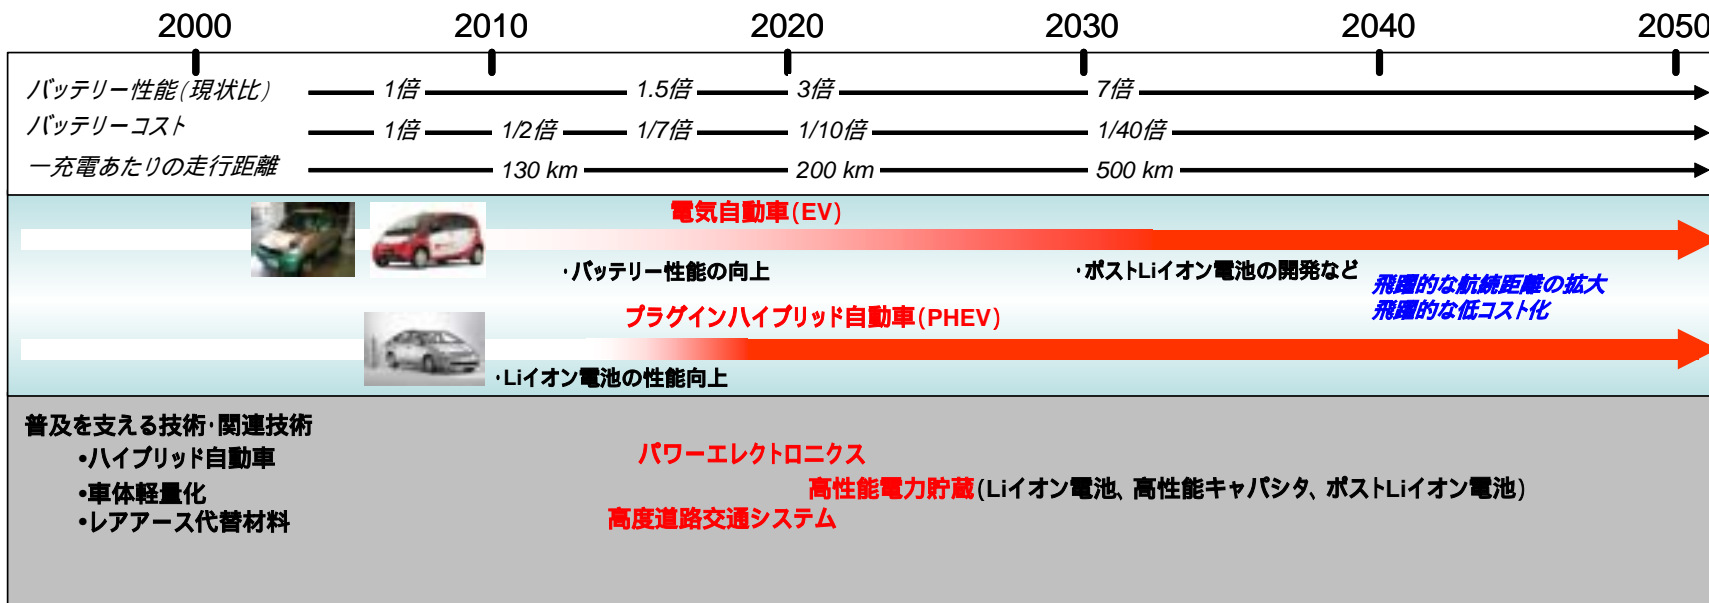 2000 2010 2020 2030 2040 2050
バッテリー性能(現状比) 1倍 1.5倍 3倍 7倍
バッテリーコスト 1倍 1/2倍 1/7倍 1/10倍 1/40倍
一充電あたりの走行距離 130 km 200 km 500 km
電気自動車(EV)
・バッテリー性能の向上 ・ポストLiイオン電池の開発など
飛躍的な航続距離の拡大
飛躍的な低コスト化
プラグインハイブリッド自動車(PHEV)
・Liイオン電池の性能向上
普及を支える技術・関連技術
・ハイブリッド自動車
・車体軽量化
・レアアース代替材料
パワーエレクトロニクス
高性能電力貯蔵(Liイオン電池、高性能キャパシタ、ポストLiイオン電池)
高度道路交通システム